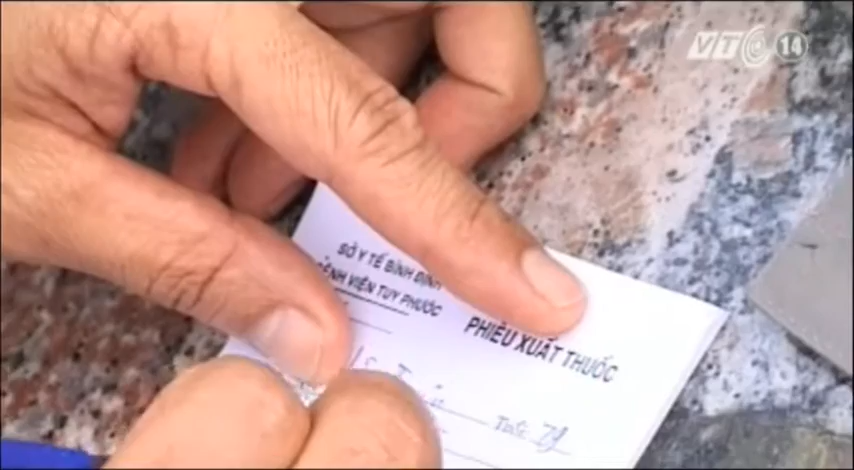 VTC 14
SỞ Y TẾ BÌNH ĐỊNH
BỆNH VIỆN TUY PHƯỚC
PHIẾU XUẤT THUỐC
Tuổi